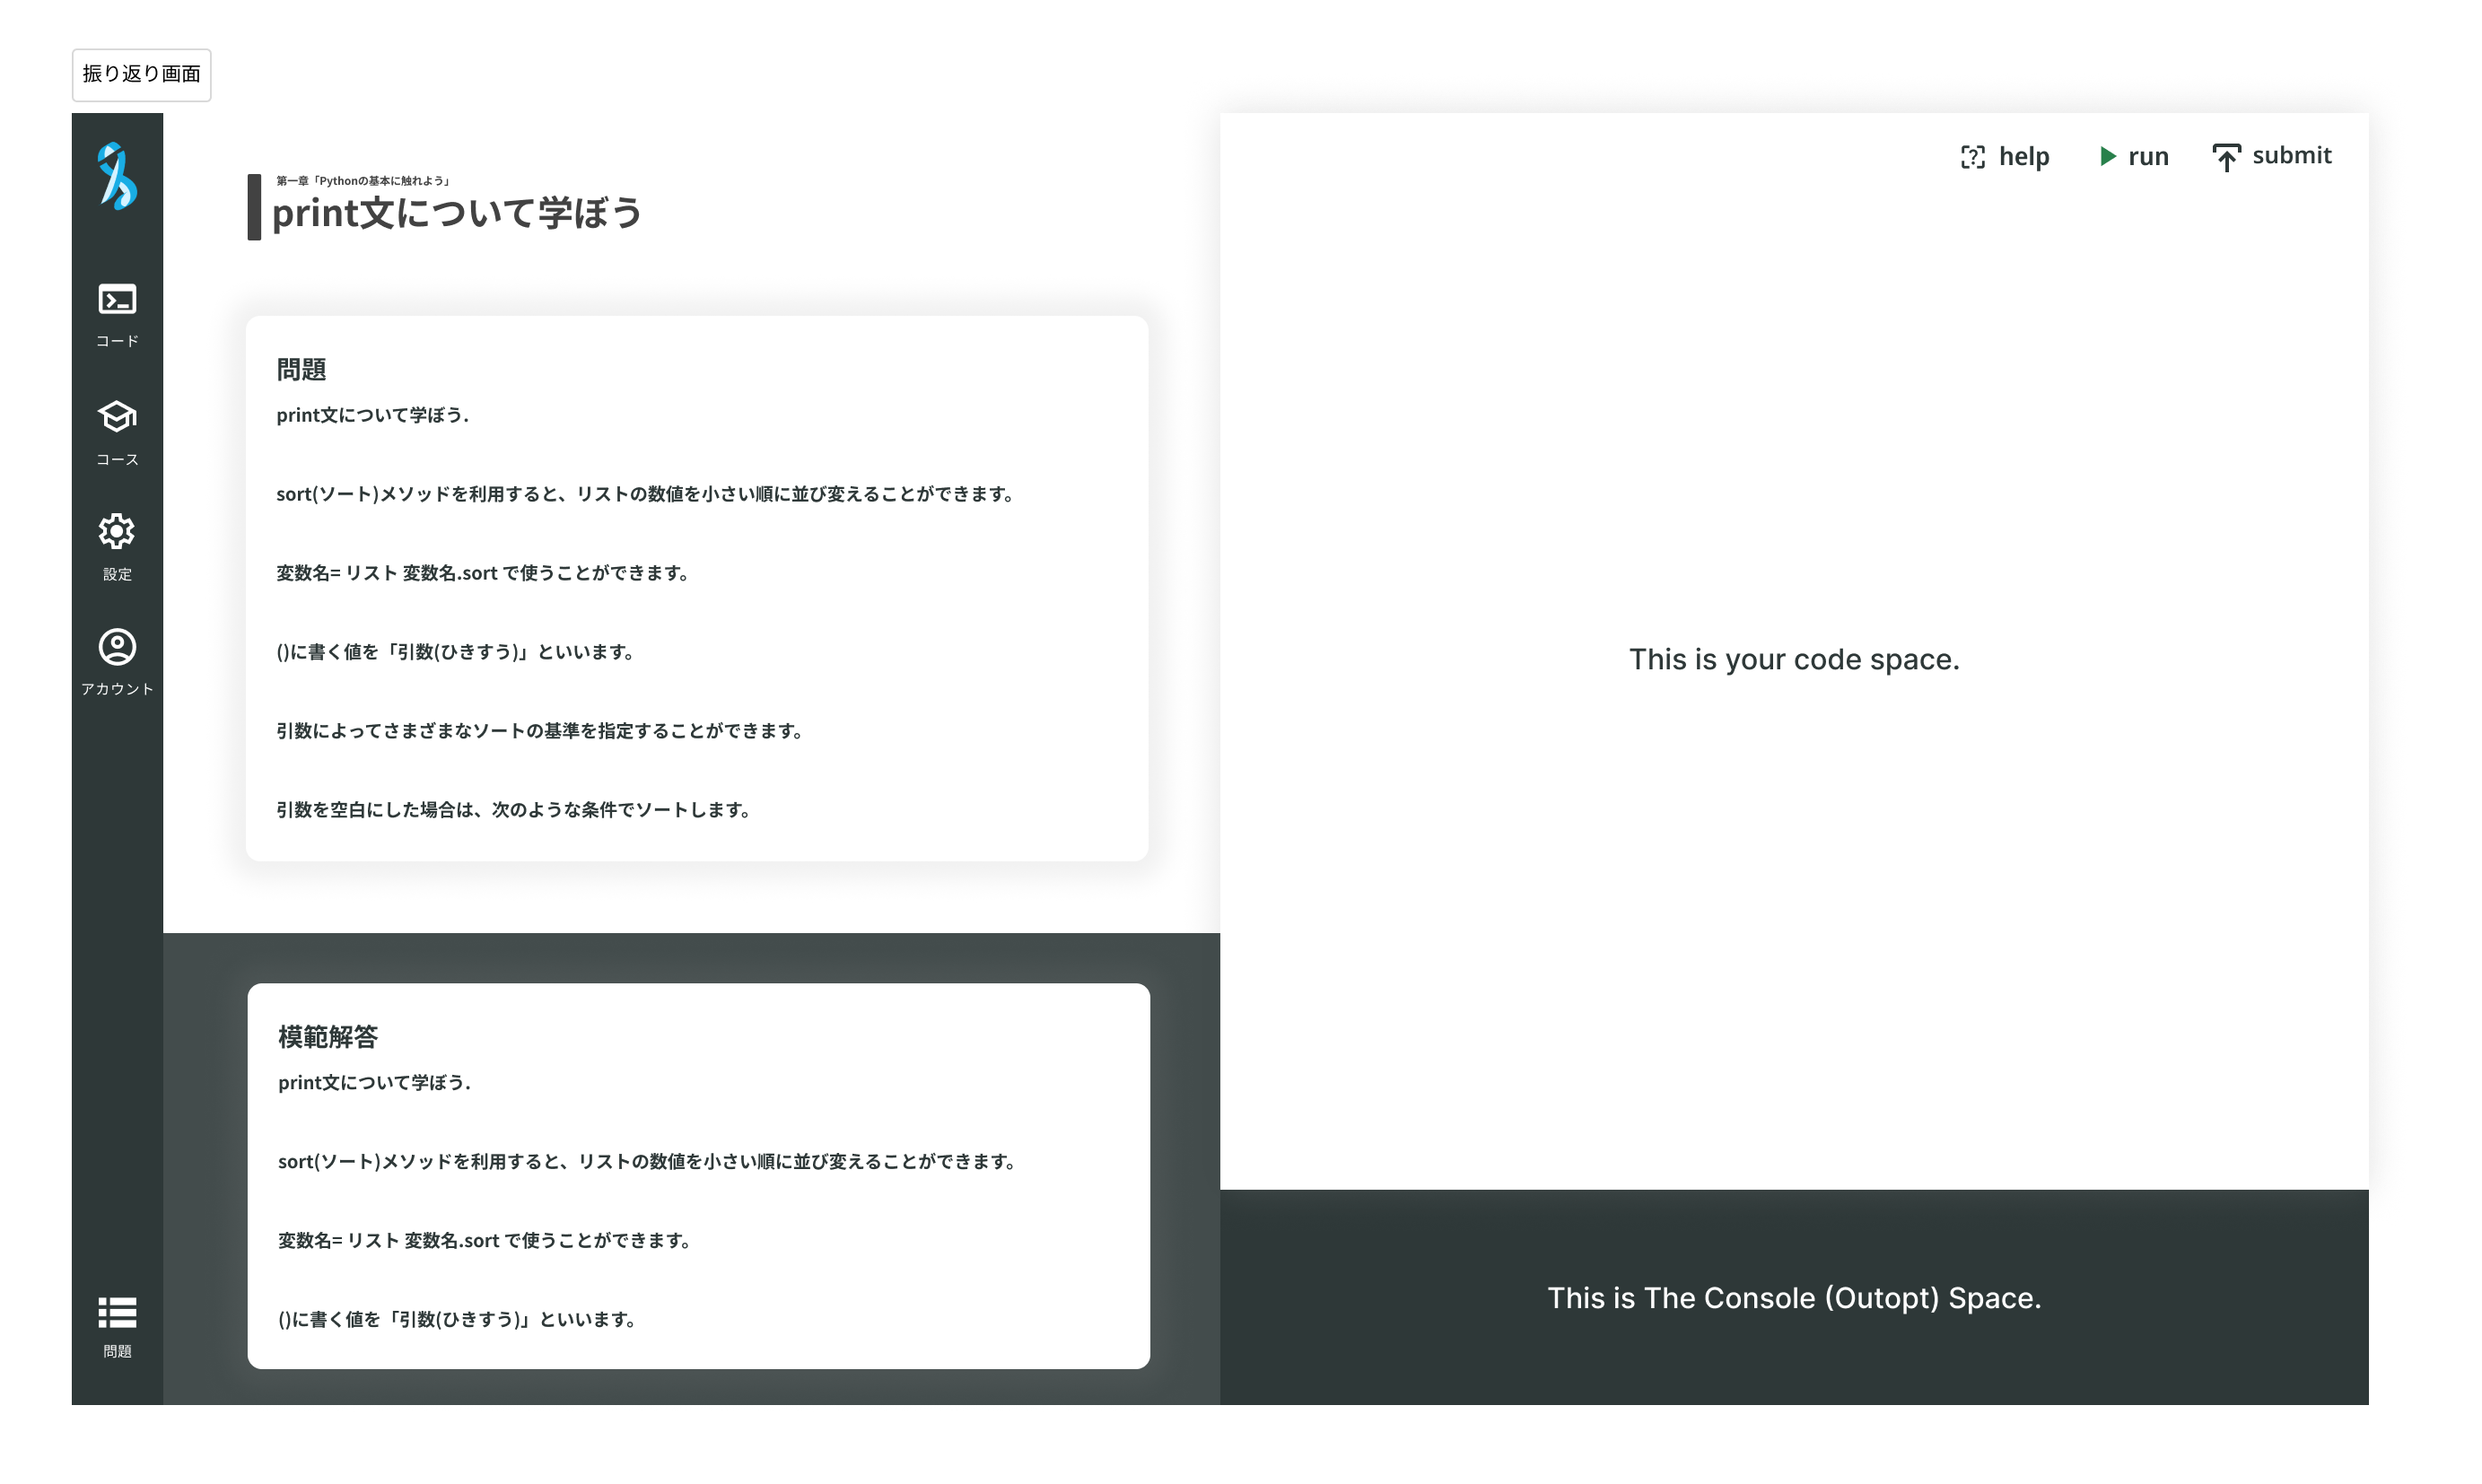 振り返り画面
コード
コース
設定
アカウント
問題
第一章「Pythonの基本に触れよう」
print文について学ぼう
問題
print文について学ぼう.
sort(ソート)メソッドを利用すると、リストの数値を小さい順に並び変えることができます。
変数名= リスト 変数名.sort で使うことができます。
()に書く値を「引数(ひきすう)」といいます。
引数によってさまざまなソートの基準を指定することができます。
引数を空白にした場合は、次のような条件でソートします。
模範解答
print文について学ぼう.
sort(ソート)メソッドを利用すると、リストの数値を小さい順に並び変えることができます。
変数名= リスト 変数名.sort で使うことができます。
()に書く値を「引数(ひきすう)」といいます。
help
run
submit
This is your code space.
This is The Console (Outopt) Space.